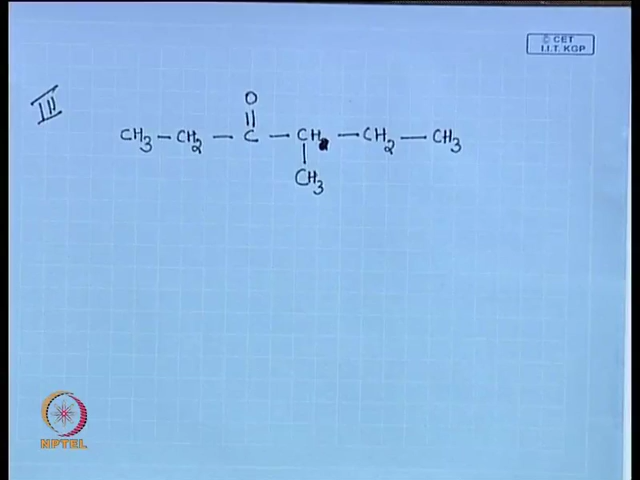 © CET
I.I.T. KGP
III
O
||
CH3 — CH2 — C — CH — CH2 — CH3
|
CH3
NPTEL